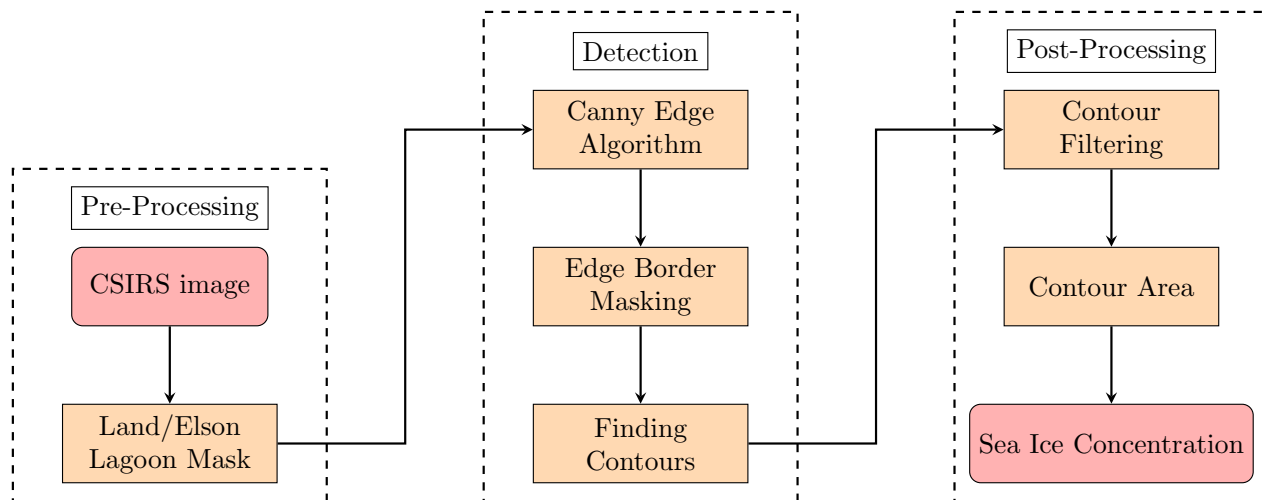 Pre-Processing
CSIRS image
Land/Elson
Lagoon Mask
Detection
Canny Edge
Algorithm
Edge Border
Masking
Finding
Contours
Post-Processing
Contour
Filtering
Contour Area
Sea Ice Concentration